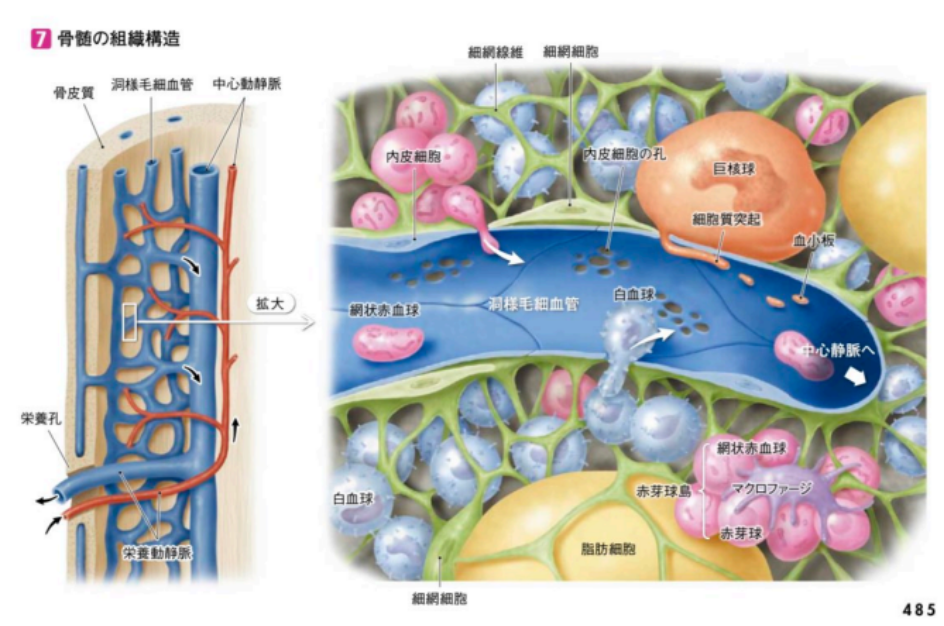 7 骨髄の組織構造
骨皮質
洞様毛細血管
中心動静脈
拡大
栄養孔
栄養動静脈
細網線維
細網細胞
内皮細胞
内皮細胞の孔
巨核球
細胞質突起
血小板
網状赤血球
洞様毛細血管
白血球
中心静脈へ
白血球
網状赤血球
赤芽球島
マクロファージ
赤芽球
脂肪細胞
細網細胞
485